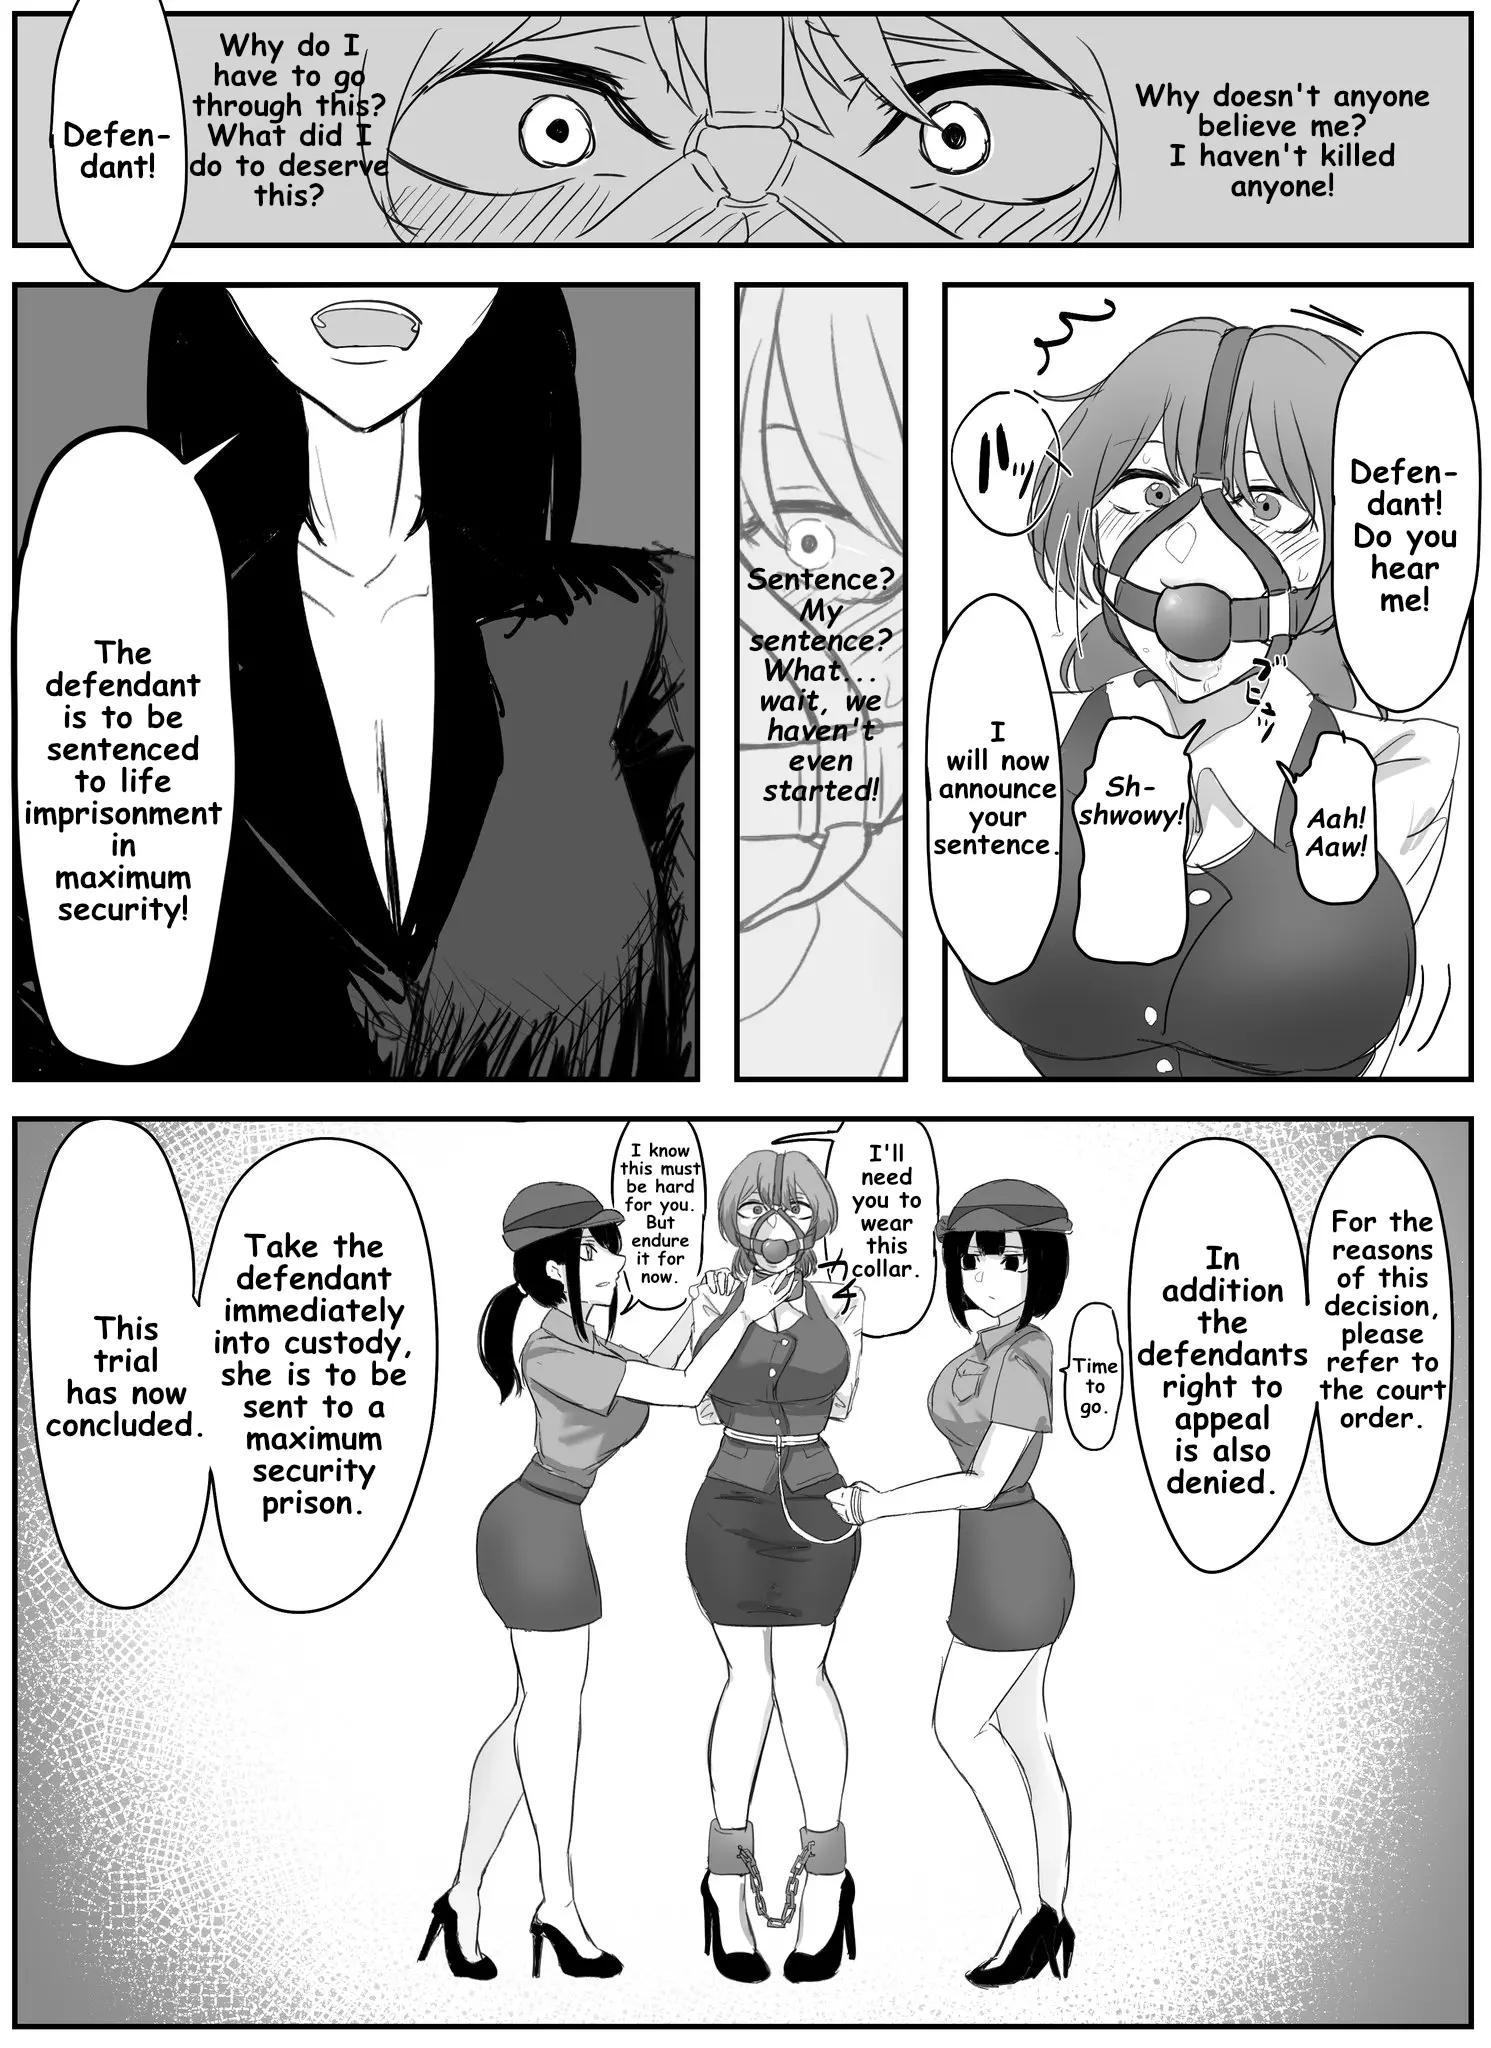 Why doesn't anyone
believe me?
I haven't killed
anyone!
Why do I
have to go
through this?
What did I
do to deserve
this?
Defen-
dant!
Defen-
dant!
Do you
hear
me!
Aah!
Aaw!
Sh-
shwowy!
I
will now
announce
your
sentence.
ドッ
ブニュッ
Sentence?
My
sentence?
What...
wait, we
haven't
even
started!
The
defendant
is to be
sentenced
to life
imprisonment
in
maximum
security!
For the
reasons
of this
decision,
please
refer to
the court
order.
In
addition
the
defendants
right to
appeal
is also
denied.
Time
to
go.
I'll
need
you to
wear
this
collar.
I know
this must
be hard
for you.
But
endure
it for
now.
Take the
defendant
immediately
into custody,
she is to be
sent to a
maximum
security
prison.
This
trial
has now
concluded.